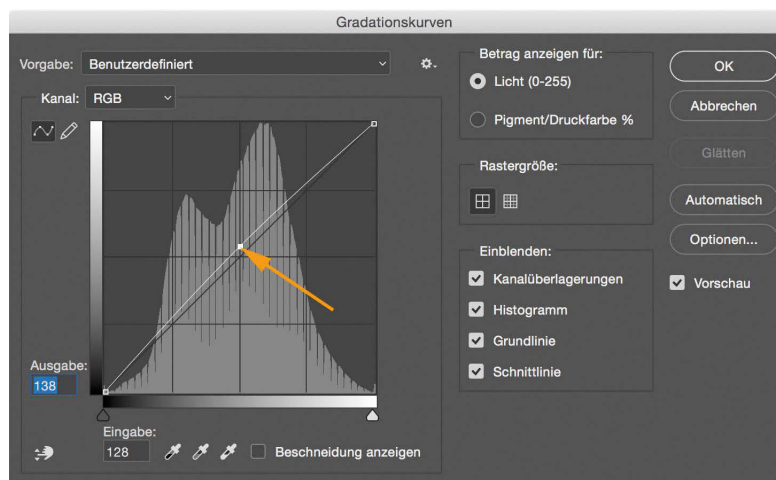 Gradationskurven
Vorgabe: Benutzerdefiniert
Kanal: RGB
Ausgabe:
138
Eingabe:
128
Beschneidung anzeigen
Betrag anzeigen für:
Licht (0-255)
Pigment/Druckfarbe %
Rastergröße:
Einblenden:
Kanalüberlagerungen
Histogramm
Grundlinie
Schnittlinie
OK
Abbrechen
Glätten
Automatisch
Optionen...
Vorschau